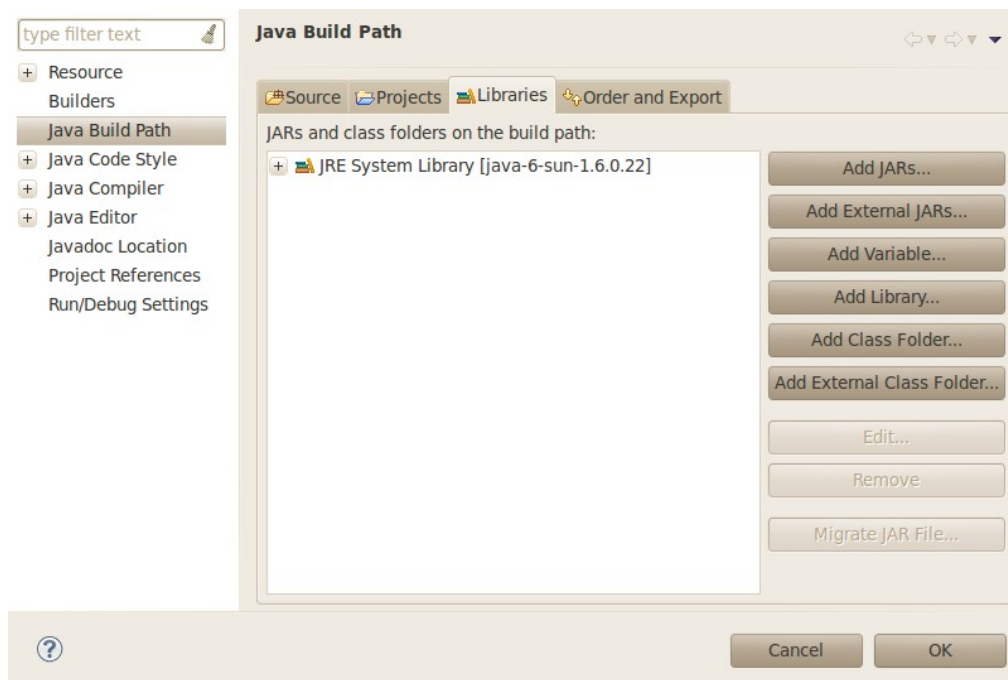 type filter text
Resource
Builders
Java Build Path
Java Code Style
Java Compiler
Java Editor
Javadoc Location
Project References
Run/Debug Settings
Java Build Path
Source Projects Libraries Order and Export
JARs and class folders on the build path:
JRE System Library [java-6-sun-1.6.0.22]
Add JARs...
Add External JARs...
Add Variable...
Add Library...
Add Class Folder...
Add External Class Folder...
Edit...
Remove
Migrate JAR File...
Cancel OK